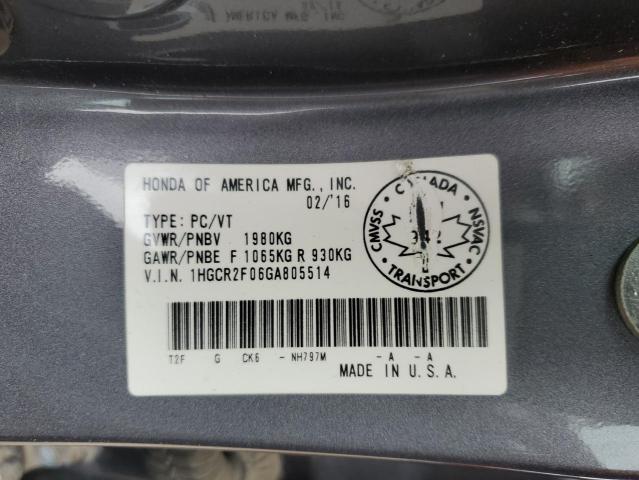 HONDA OF AMERICA MFG., INC.
02/'16
TYPE: PC/VT
GVWR/PNBV 1980KG
GAWR/PNBE F 1065KG R 930KG
V.I.N. 1HGCR2F06GA805514
CANADA
CMVSS
NSVAC
TRANSPORT
T2F G CK6 - NH797M - A - A
MADE IN U.S.A.